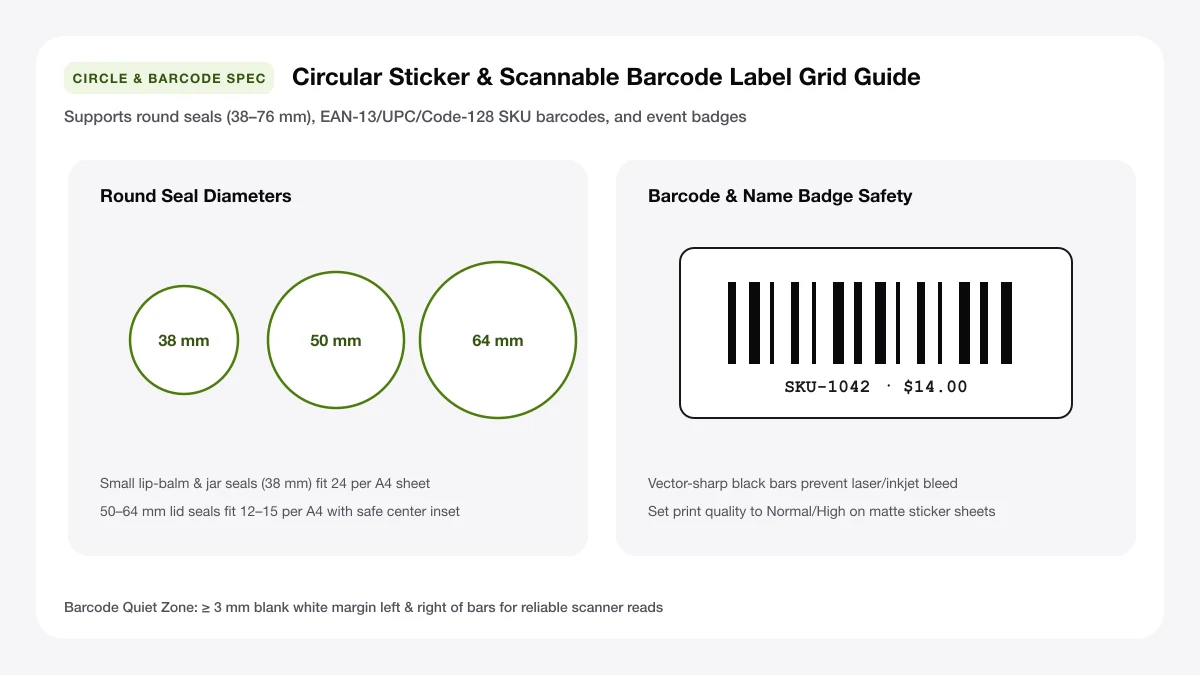 CIRCLE & BARCODE SPEC
Circular Sticker & Scannable Barcode Label Grid Guide
Supports round seals (38–76 mm), EAN-13/UPC/Code-128 SKU barcodes, and event badges
Round Seal Diameters
38 mm
50 mm
64 mm
Small lip-balm & jar seals (38 mm) fit 24 per A4 sheet
50–64 mm lid seals fit 12–15 per A4 with safe center inset
Barcode & Name Badge Safety
SKU-1042 · $14.00
Vector-sharp black bars prevent laser/inkjet bleed
Set print quality to Normal/High on matte sticker sheets
Barcode Quiet Zone: ≥ 3 mm blank white margin left & right of bars for reliable scanner reads